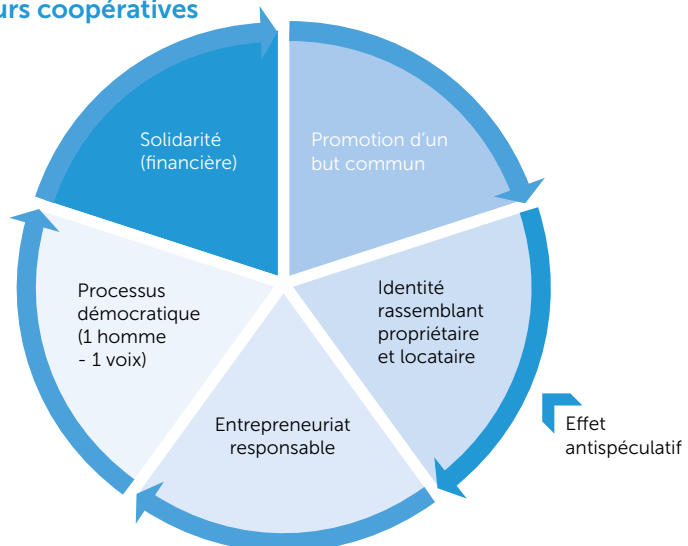 urs coopératives
Solidarité
(financière)
Promotion d'un
but commun
Identité
rassemblant
propriétaire
et locataire
Effet
antispéculatif
Entrepreneuriat
responsable
Processus
démocratique
(1 homme
- 1 voix)